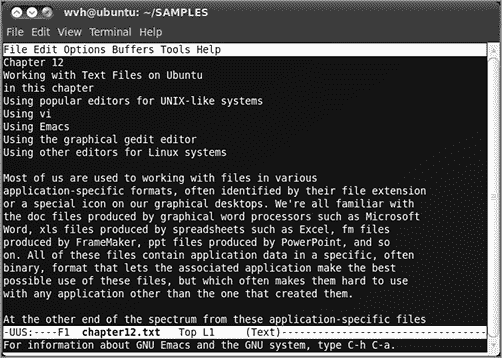 wvh@ubuntu: ~/SAMPLES
File Edit View Terminal Help
File Edit Options Buffers Tools Help
Chapter 12
Working with Text Files on Ubuntu
in this chapter
Using popular editors for UNIX-like systems
Using vi
Using Emacs
Using the graphical gedit editor
Using other editors for Linux systems
Most of us are used to working with files in various
application-specific formats, often identified by their file extension
or a special icon on our graphical desktops. We're all familiar with
the doc files produced by graphical word processors such as Microsoft
Word, xls files produced by spreadsheets such as Excel, fm files
produced by FrameMaker, ppt files produced by PowerPoint, and so
on. All of these files contain application data in a specific, often
binary, format that lets the associated application make the best
possible use of these files, but which often makes them hard to use
with any application other than the one that created them.
At the other end of the spectrum from these application-specific files
-UUS:----F1  chapter12.txt   Top L1     (Text)----------------------------------
For information about GNU Emacs and the GNU system, type C-h C-a.